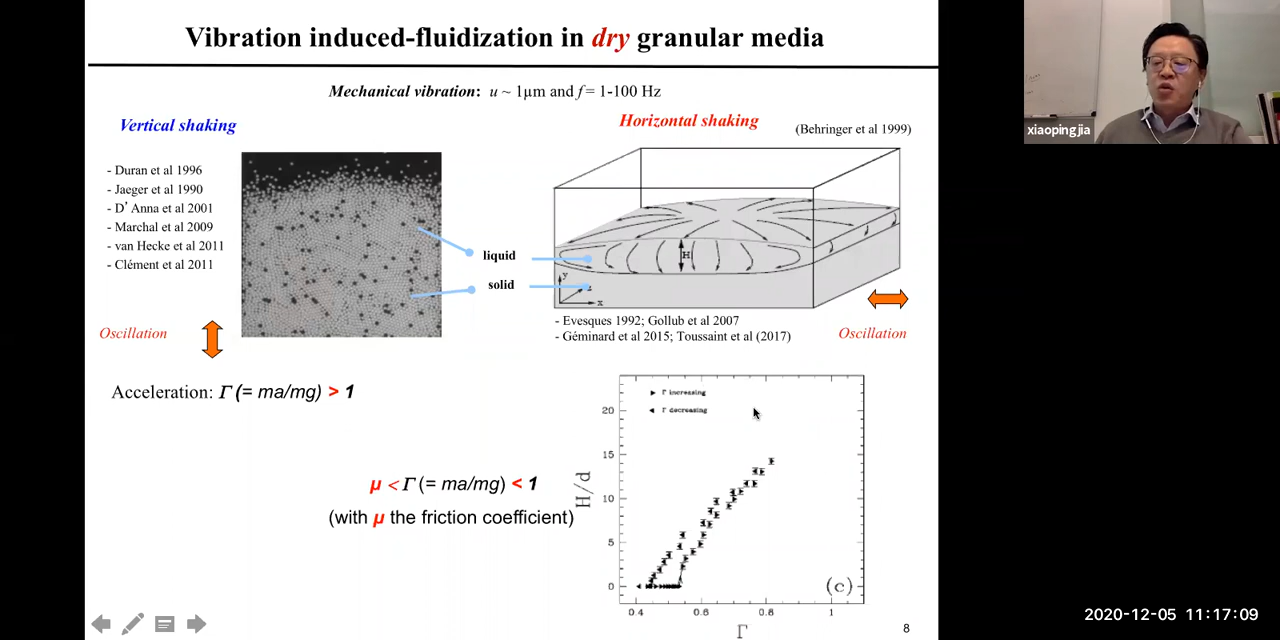 Vibration induced-fluidization in dry granular media
Mechanical vibration: u ~ 1μm and f = 1-100 Hz
Vertical shaking
Horizontal shaking
(Behringer et al 1999)
- Duran et al 1996
- Jaeger et al 1990
- D’ Anna et al 2001
- Marchal et al 2009
- van Hecke et al 2011
- Clément et al 2011
liquid
solid
H
y
z
x
- Evesques 1992; Gollub et al 2007
- Géminard et al 2015; Toussaint et al (2017)
Oscillation
Oscillation
Acceleration: Γ (= ma/mg) > 1
μ < Γ (= ma/mg) < 1
(with μ the friction coefficient)
Γ increasing
Γ decreasing
20
15
10
5
0
H/d
(c)
0.4
0.6
0.8
1
Γ
8
xiaopingjia
2020-12-05 11:17:09